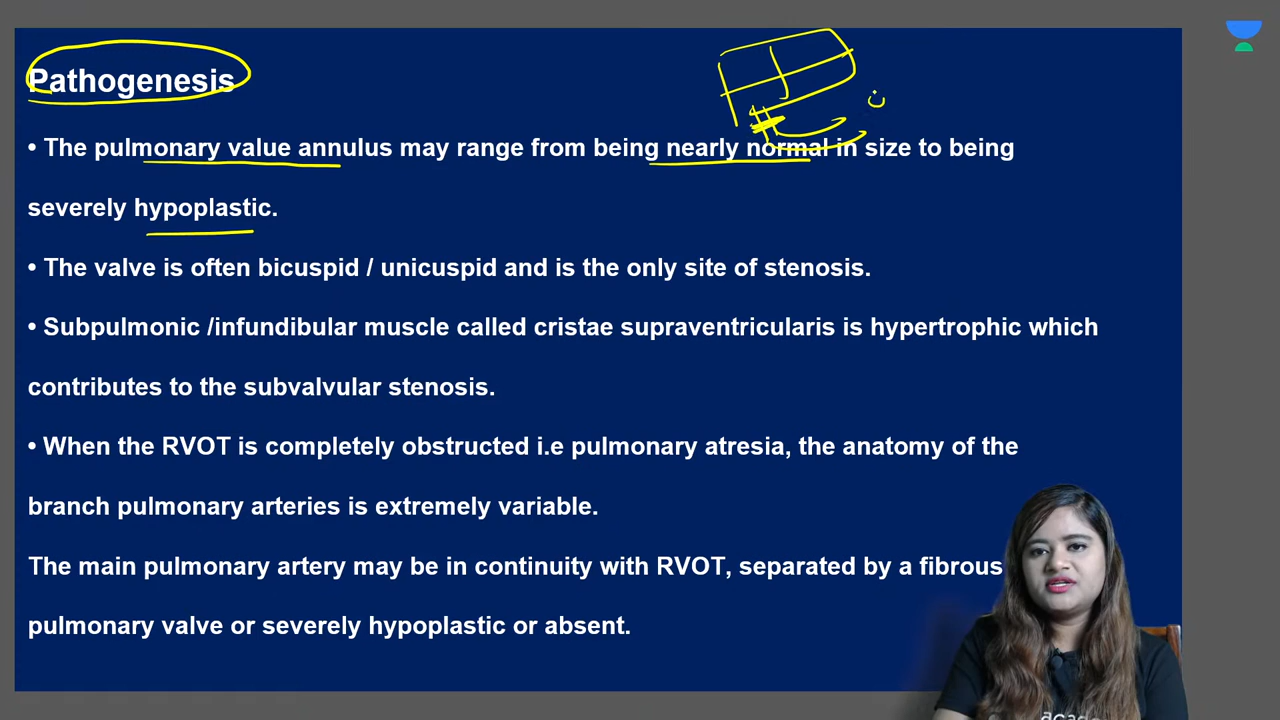 Pathogenesis
• The pulmonary value annulus may range from being nearly normal in size to being
severely hypoplastic.
• The valve is often bicuspid / unicuspid and is the only site of stenosis.
• Subpulmonic /infundibular muscle called cristae supraventricularis is hypertrophic which
contributes to the subvalvular stenosis.
• When the RVOT is completely obstructed i.e pulmonary atresia, the anatomy of the
branch pulmonary arteries is extremely variable.
The main pulmonary artery may be in continuity with RVOT, separated by a fibrous
pulmonary valve or severely hypoplastic or absent.